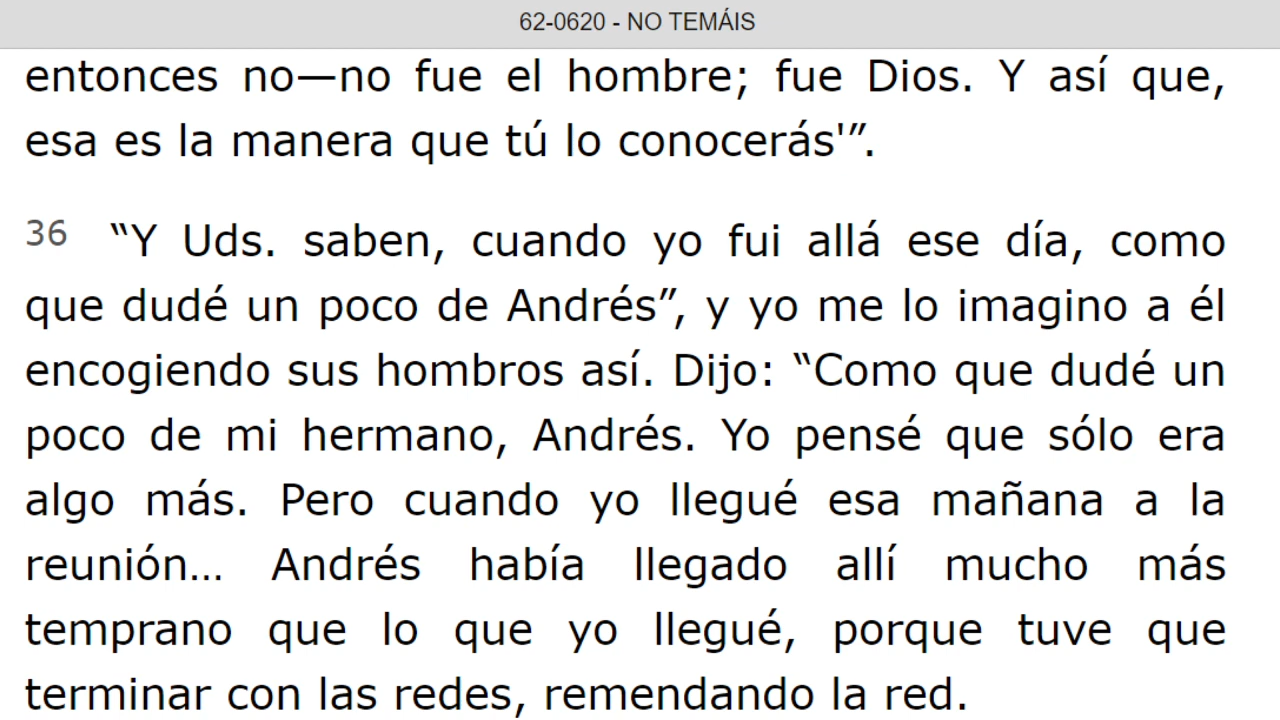 62-0620 - NO TEMÁIS
entonces no—no fue el hombre; fue Dios. Y así que,
esa es la manera que tú lo conocerás'”.
36 “Y Uds. saben, cuando yo fui allá ese día, como
que dudé un poco de Andrés”, y yo me lo imagino a él
encogiendo sus hombros así. Dijo: “Como que dudé un
poco de mi hermano, Andrés. Yo pensé que sólo era
algo más. Pero cuando yo llegué esa mañana a la
reunión… Andrés había llegado allí mucho más
temprano que lo que yo llegué, porque tuve que
terminar con las redes, remendando la red.